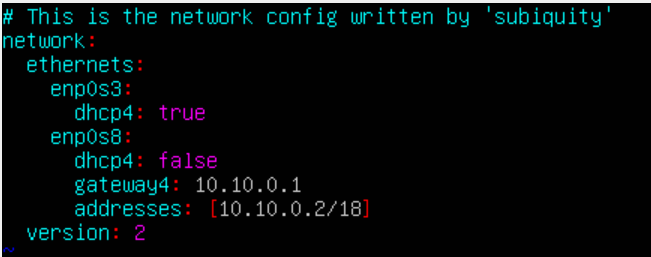 # This is the network config written by 'subiquity'
network:
  ethernets:
    enp0s3:
      dhcp4: true
    enp0s8:
      dhcp4: false
      gateway4: 10.10.0.1
      addresses: [10.10.0.2/18]
  version: 2
~